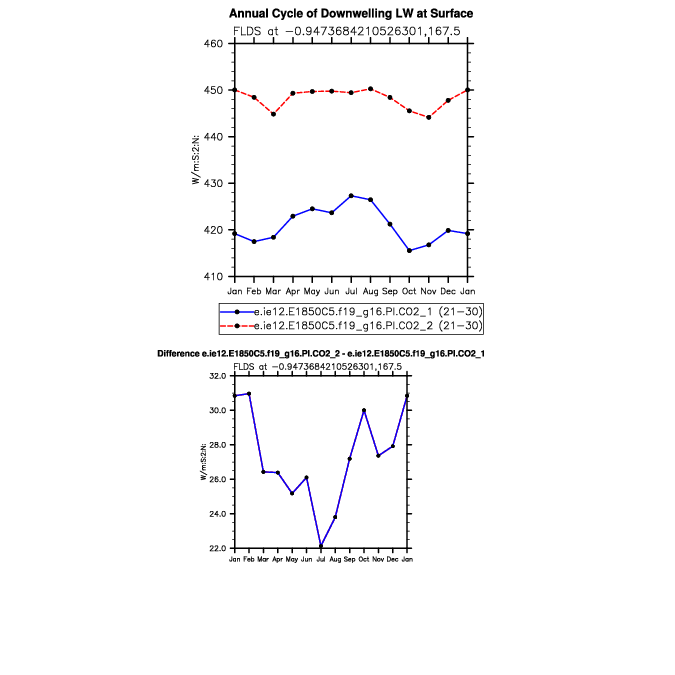 Annual Cycle of Downwelling LW at Surface
FLDS at −0.9473684210526301,167.5
460
450
440
430
420
410
W/m:S:2:N:
Jan Feb Mar Apr May Jun Jul Aug Sep Oct Nov Dec Jan
e.ie12.E1850C5.f19_g16.PI.CO2_1 (21−30)
e.ie12.E1850C5.f19_g16.PI.CO2_2 (21−30)
Difference e.ie12.E1850C5.f19_g16.PI.CO2_2 - e.ie12.E1850C5.f19_g16.PI.CO2_1
FLDS at −0.9473684210526301,167.5
32.0
30.0
28.0
26.0
24.0
22.0
W/m:S:2:N:
Jan Feb Mar Apr May Jun Jul Aug Sep Oct Nov Dec Jan